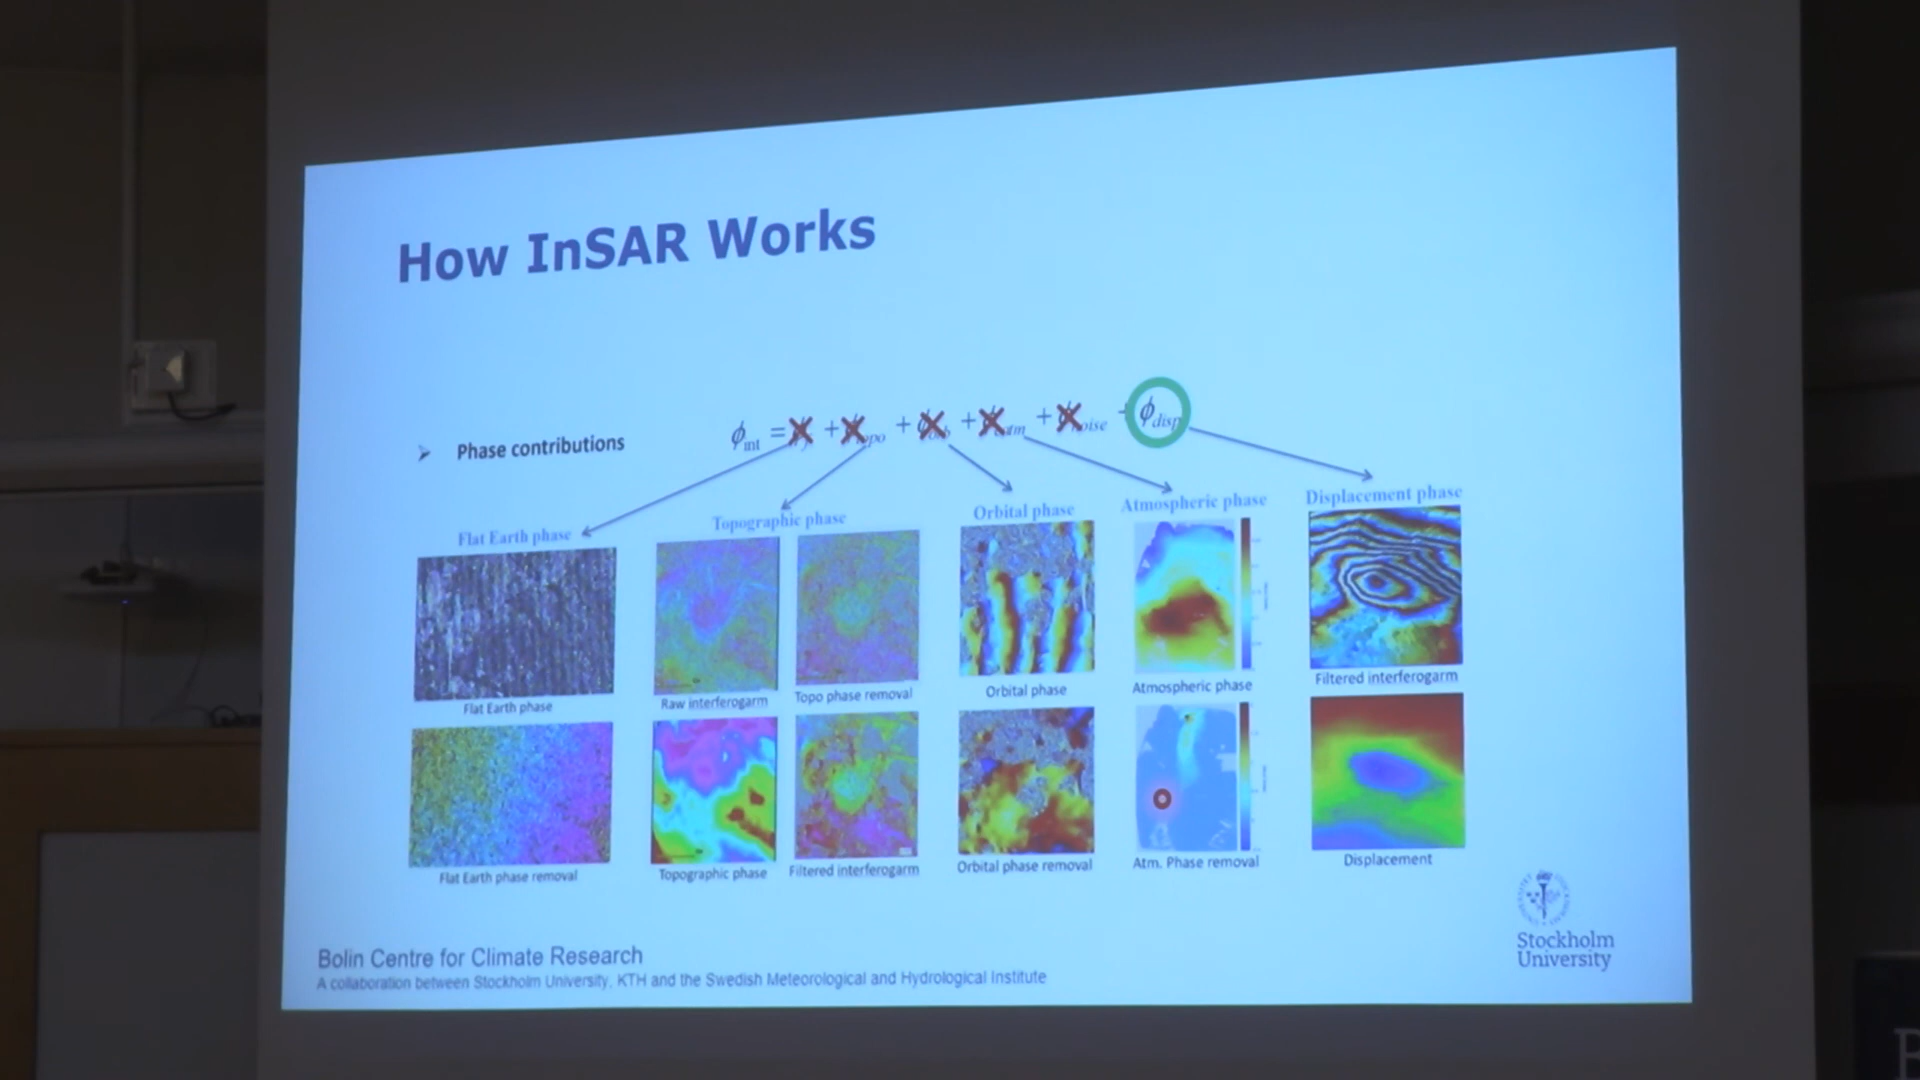 How InSAR Works
➢ Phase contributions
ϕint = + + + + + ϕdisp
Flat Earth phase
Topographic phase
Orbital phase
Atmospheric phase
Displacement phase
Flat Earth phase
Raw interferogarm
Topo phase removal
Orbital phase
Atmospheric phase
Filtered interferogarm
Flat Earth phase removal
Topographic phase
Filtered interferogarm
Orbital phase removal
Atm. Phase removal
Displacement
Bolin Centre for Climate Research
A collaboration between Stockholm University, KTH and the Swedish Meteorological and Hydrological Institute
Stockholm
University